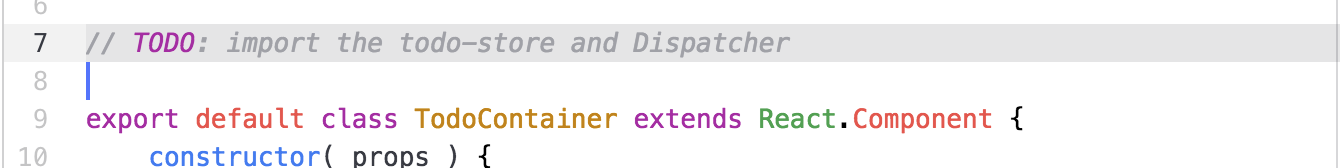 6
7 // TODO: import the todo-store and Dispatcher
8
9 export default class TodoContainer extends React.Component {
10 constructor( props ) {